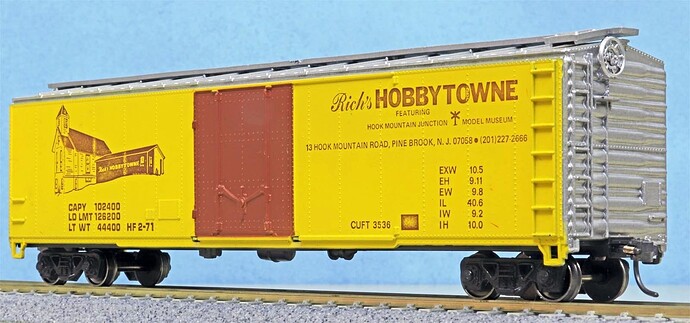 Rich's HOBBYTOWNE
CAPY 102400
LD LMT 126200
LT WT 44400 HF 2-71
Rich's HOBBYTOWNE
FEATURING
HOOK MOUNTAIN JUNCTION MODEL MUSEUM
13 HOOK MOUNTAIN ROAD, PINE BROOK, N. J. 07058 • (201) 227-2666
EXW 10.5
EH 9.11
EW 9.8
IL 40.6
IW 9.2
IH 10.0
CUFT 3536